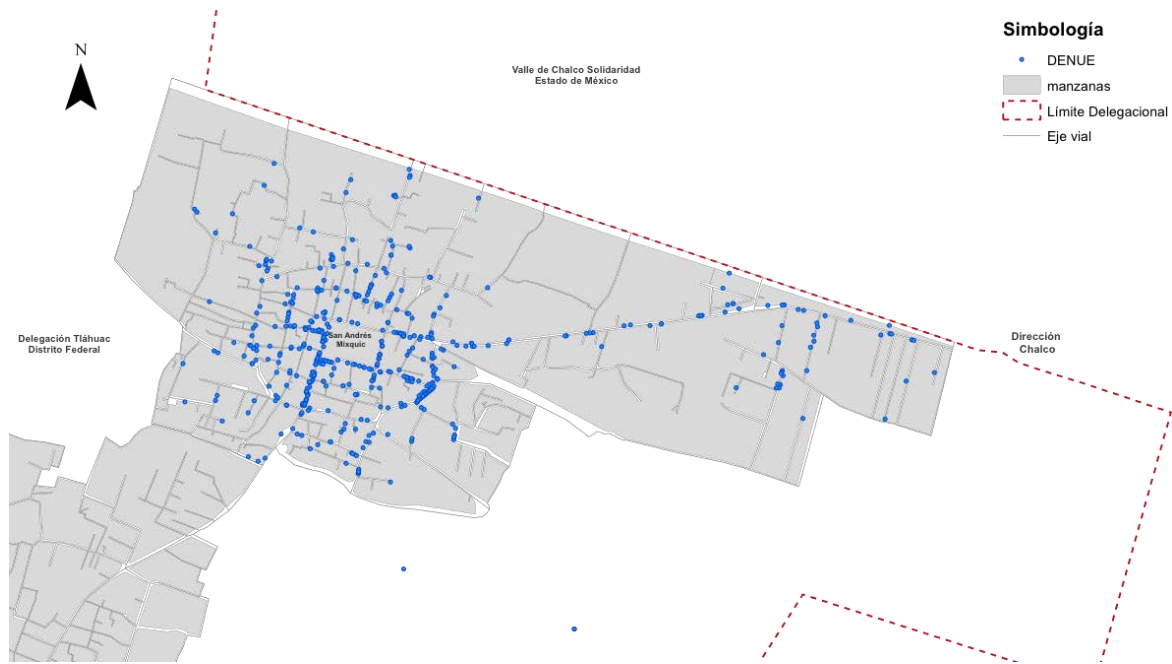 Simbología
N
DENUE
Valle de Chalco Solidaridad
Estado de México
manzanas
Límite Delegacional
Eje vial
San Andrés
Mixquic
Delegación Tláhuac
Distrito Federal
Dirección
Chalco